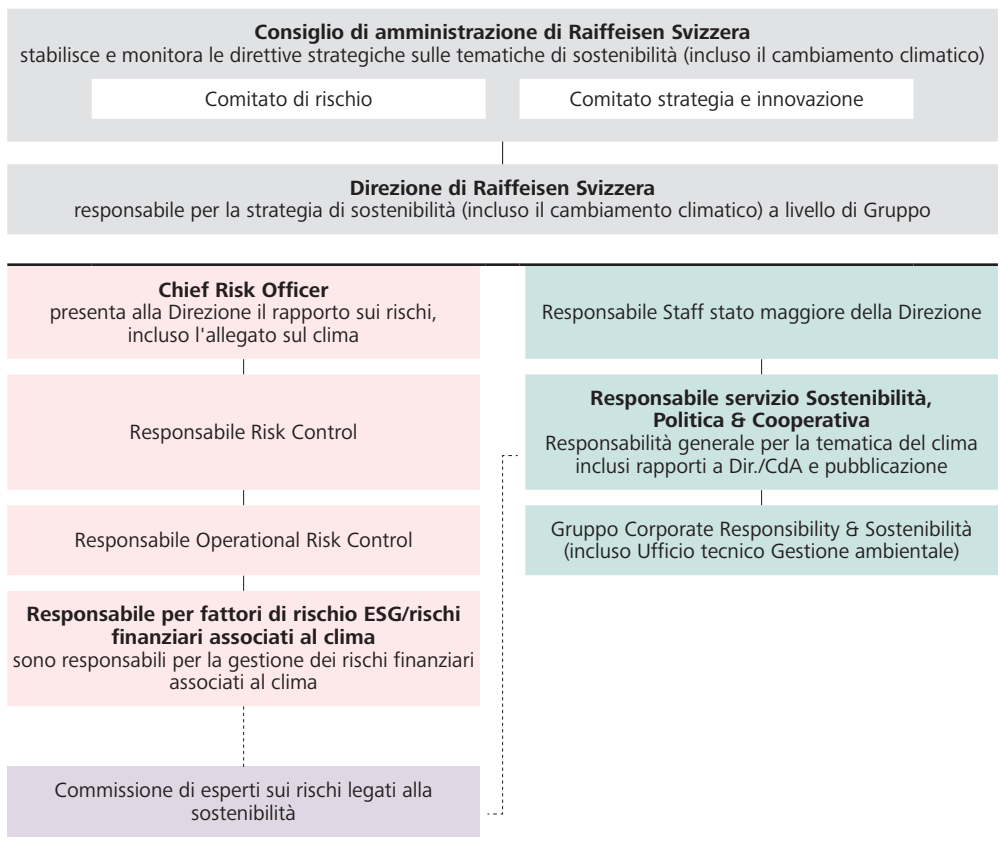 Consiglio di amministrazione di Raiffeisen Svizzera
stabilisce e monitora le direttive strategiche sulle tematiche di sostenibilità (incluso il cambiamento climatico)
Comitato di rischio
Comitato strategia e innovazione
Direzione di Raiffeisen Svizzera
responsabile per la strategia di sostenibilità (incluso il cambiamento climatico) a livello di Gruppo
Chief Risk Officer
presenta alla Direzione il rapporto sui rischi,
incluso l'allegato sul clima
Responsabile Risk Control
Responsabile Operational Risk Control
Responsabile per fattori di rischio ESG/rischi
finanziari associati al clima
sono responsabili per la gestione dei rischi finanziari
associati al clima
Commissione di esperti sui rischi legati alla
sostenibilità
Responsabile Staff stato maggiore della Direzione
Responsabile servizio Sostenibilità,
Politica & Cooperativa
Responsabilità generale per la tematica del clima
inclusi rapporti a Dir./CdA e pubblicazione
Gruppo Corporate Responsibility & Sostenibilità
(incluso Ufficio tecnico Gestione ambientale)